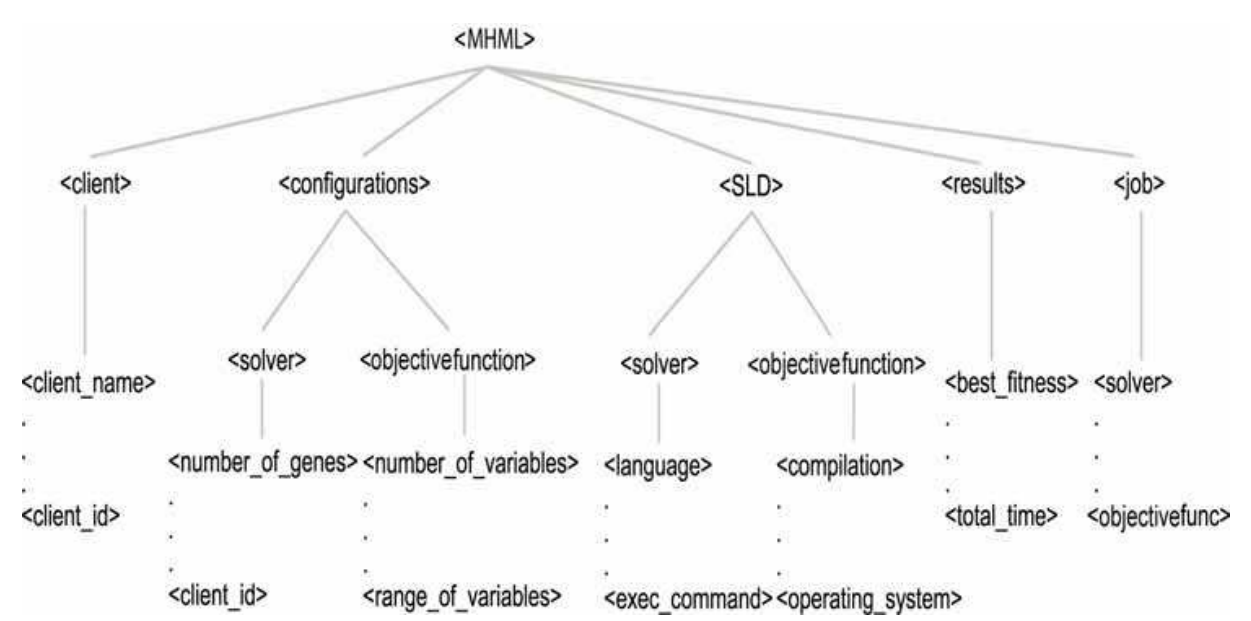 <MHML>
<client> <configurations> <SLD> <results> <job>
<solver> <objectivefunction> <solver> <objectivefunction>
<client_name> <best_fitness> <solver>
<number_of_genes> <number_of_variables> <language> <compilation>
<client_id> <total_time> <objectivefunc>
<client_id> <range_of_variables> <exec_command> <operating_system>